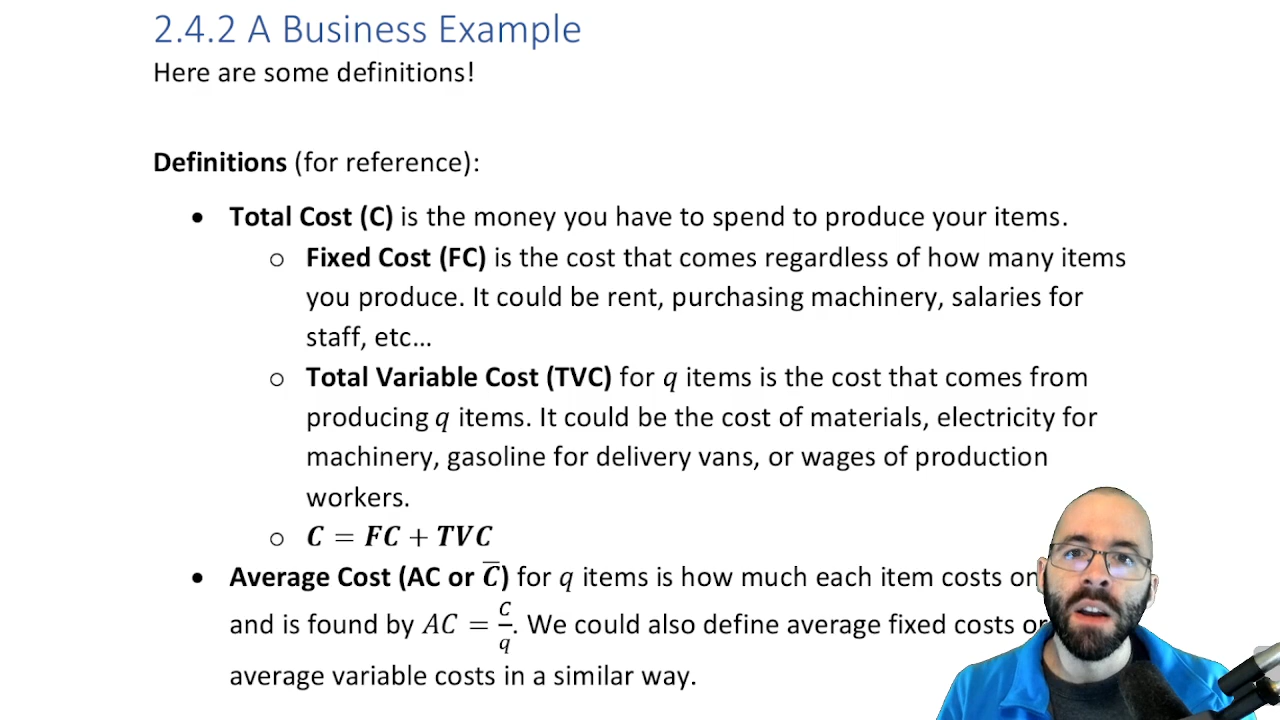 2.4.2 A Business Example
Here are some definitions!
Definitions (for reference):
• Total Cost (C) is the money you have to spend to produce your items.
o Fixed Cost (FC) is the cost that comes regardless of how many items
you produce. It could be rent, purchasing machinery, salaries for
staff, etc...
o Total Variable Cost (TVC) for q items is the cost that comes from
producing q items. It could be the cost of materials, electricity for
machinery, gasoline for delivery vans, or wages of production
workers.
o C = FC + TVC
• Average Cost (AC or C̅) for q items is how much each item costs
and is found by AC = C/q. We could also define average fixed costs or
average variable costs in a similar way.